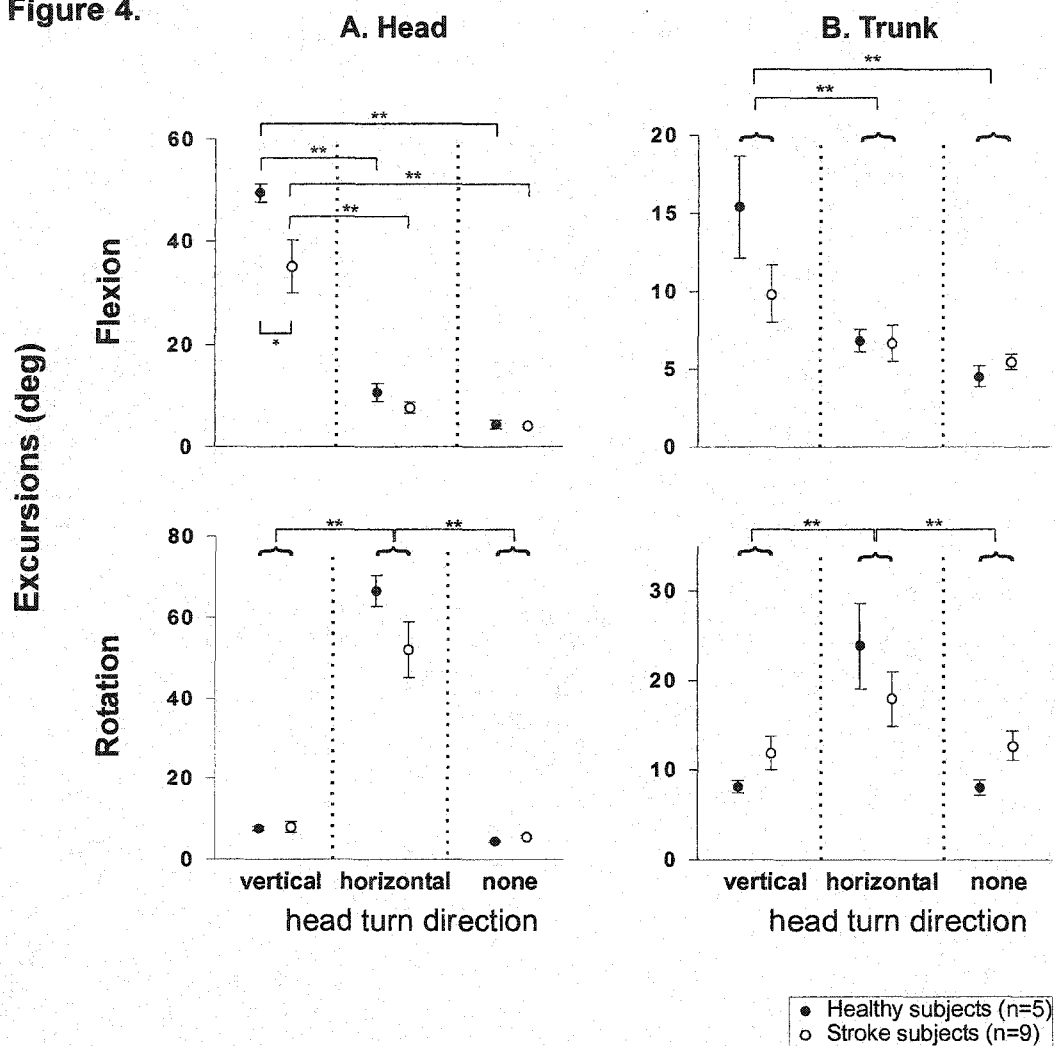 Figure 4.
A. Head
B. Trunk
Excursions (deg)
Flexion
60
40
20
0
**
**
**
**
*
20
15
10
5
0
**
**
Rotation
80
60
40
20
0
** **
30
20
10
0
** **
vertical horizontal none
head turn direction
vertical horizontal none
head turn direction
● Healthy subjects (n=5)
○ Stroke subjects (n=9)